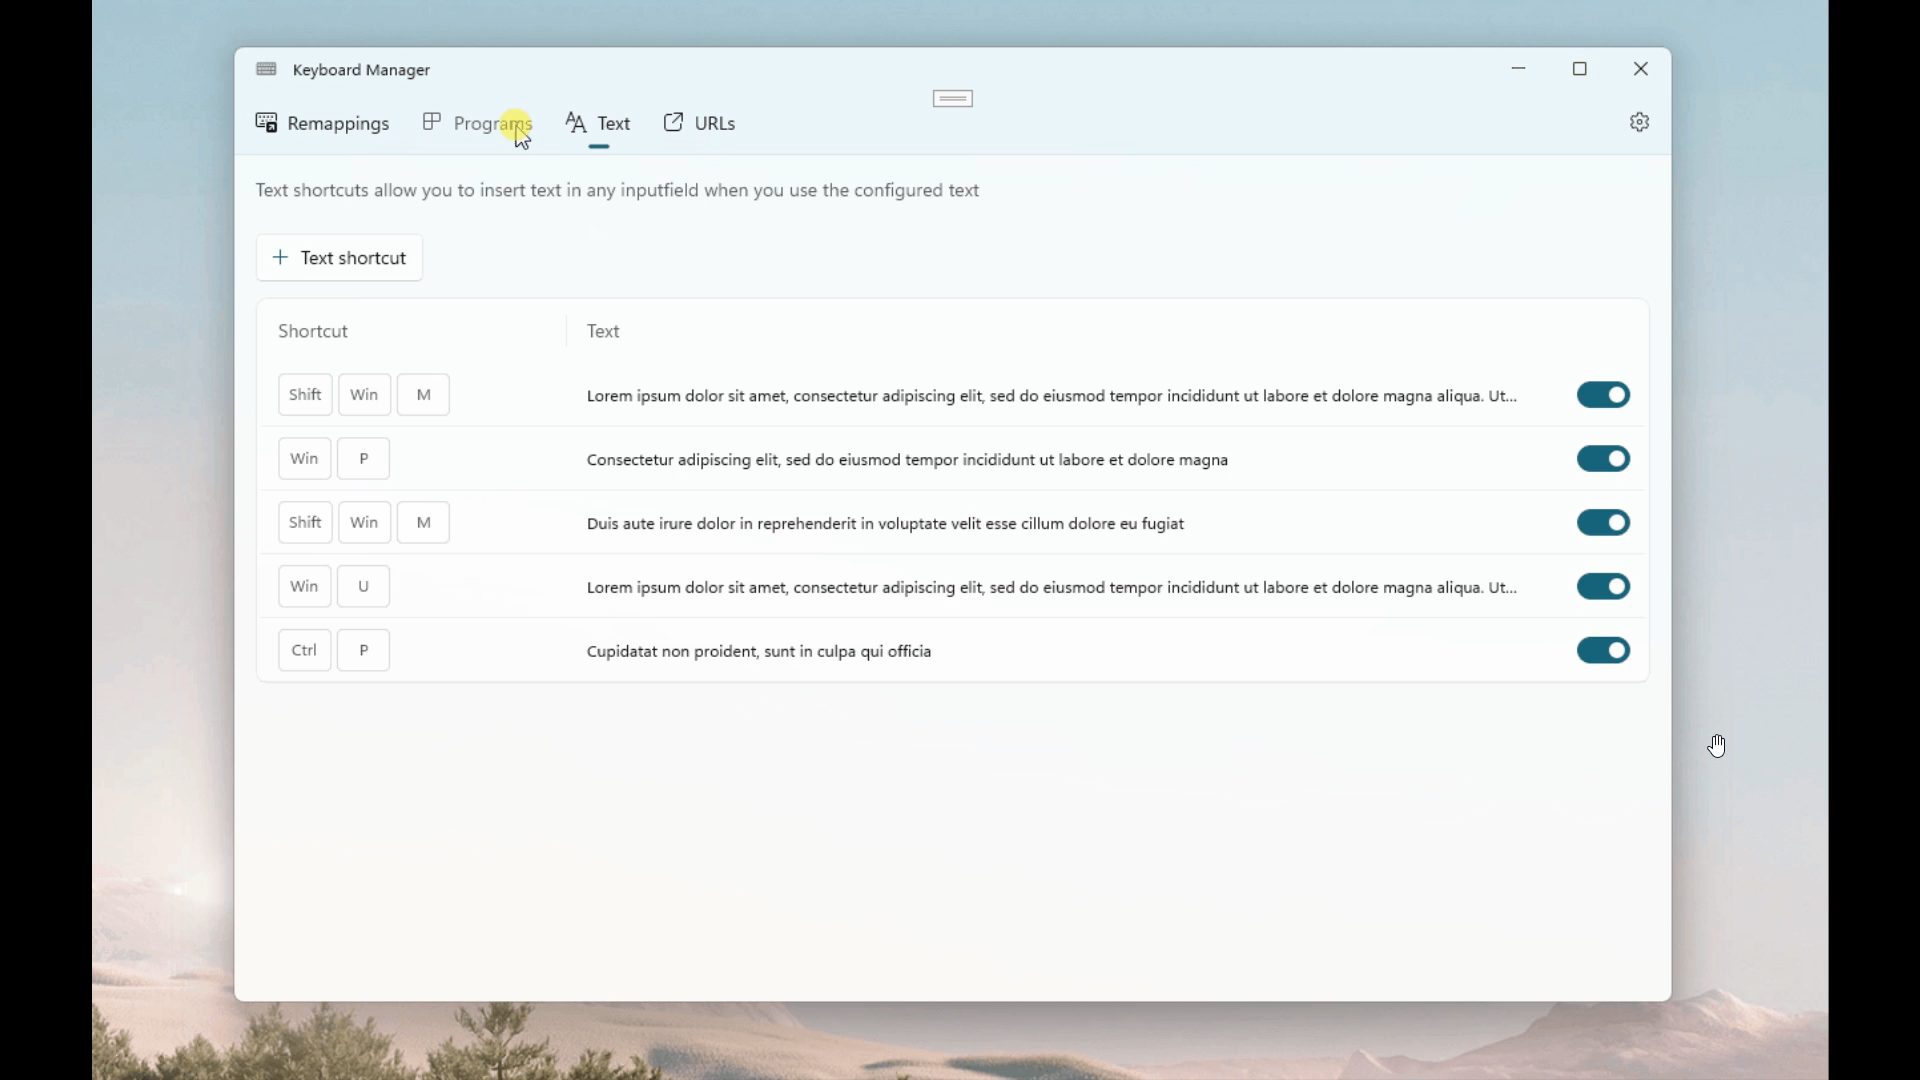 Keyboard Manager
Remappings Programs Text URLs
Text shortcuts allow you to insert text in any inputfield when you use the configured text
+ Text shortcut
Shortcut Text
Shift Win M Lorem ipsum dolor sit amet, consectetur adipiscing elit, sed do eiusmod tempor incididunt ut labore et dolore magna aliqua. Ut...
Win P Consectetur adipiscing elit, sed do eiusmod tempor incididunt ut labore et dolore magna
Shift Win M Duis aute irure dolor in reprehenderit in voluptate velit esse cillum dolore eu fugiat
Win U Lorem ipsum dolor sit amet, consectetur adipiscing elit, sed do eiusmod tempor incididunt ut labore et dolore magna aliqua. Ut...
Ctrl P Cupidatat non proident, sunt in culpa qui officia